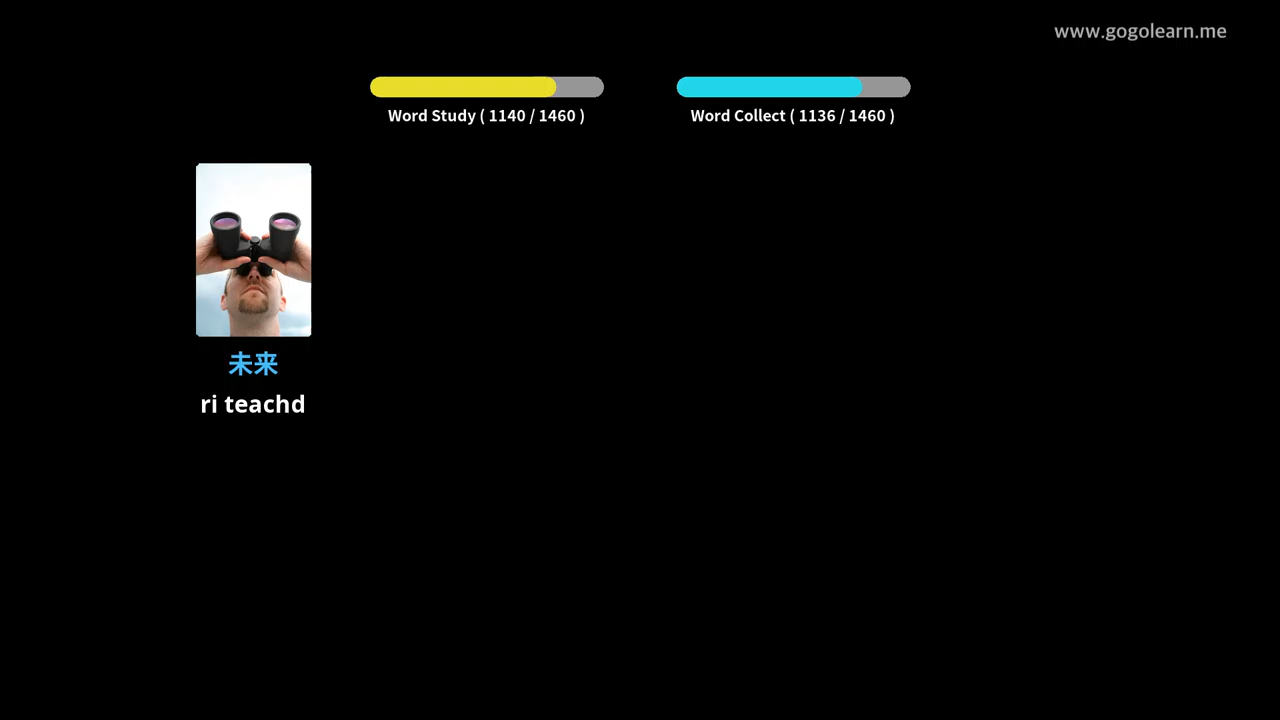 www.gogolearn.me
Word Study ( 1140 / 1460 )
Word Collect ( 1136 / 1460 )
未来
ri teachd